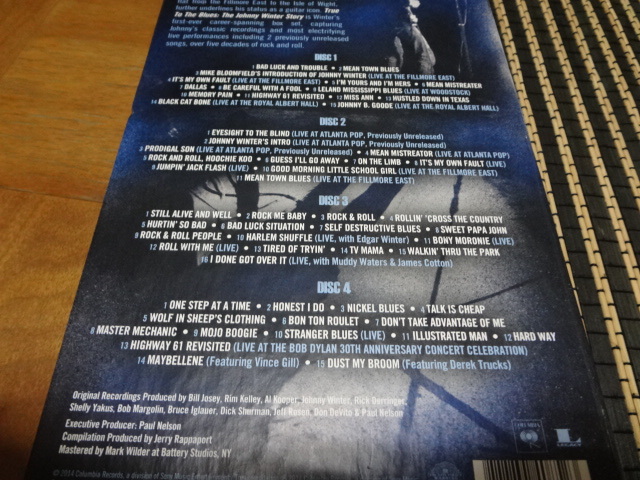 hat from the Fillmore East to the Isle of Wight,
further underlines his status as a guitar man. True
To The Blues: The Johnny Winter Story is Winter's
first-ever career-spanning box set, capturing
Johnny's classic recordings and most electrifying
live performances including 2 previously unreleased
songs, over five decades of rock and roll.
DISC 1
1 BAD LUCK AND TROUBLE • 2 MEAN TOWN BLUES
3 MIKE BLOOMFIELD'S INTRODUCTION OF JOHNNY WINTER (LIVE AT THE FILLMORE EAST)
4 IT'S MY OWN FAULT (LIVE AT THE FILLMORE EAST) • 5 I'M YOURS AND I'M HERS • 6 MEAN MISTREATER
7 DALLAS • 8 BE CAREFUL WITH A FOOL • 9 LELAND MISSISSIPPI BLUES (LIVE AT WOODSTOCK)
10 MEMORY PAIN • 11 HIGHWAY 61 REVISITED • 12 MISS ANN • 13 HUSTLED DOWN IN TEXAS
14 BLACK CAT BONE (LIVE AT THE ROYAL ALBERT HALL) • 15 JOHNNY B. GOODE (LIVE AT THE ROYAL ALBERT HALL)
DISC 2
1 EYESIGHT TO THE BLIND (LIVE AT ATLANTA POP, Previously Unreleased)
2 JOHNNY WINTER'S INTRO (LIVE AT ATLANTA POP, Previously Unreleased)
3 PRODIGAL SON (LIVE AT ATLANTA POP, Previously Unreleased) • 4 MEAN MISTREATOR (LIVE AT ATLANTA POP)
5 ROCK AND ROLL, HOOCHIE KOO • 6 GUESS I'LL GO AWAY • 7 ON THE LIMB • 8 IT'S MY OWN FAULT (LIVE)
9 JUMPIN' JACK FLASH (LIVE) • 10 GOOD MORNING LITTLE SCHOOL GIRL (LIVE AT THE FILLMORE EAST)
11 MEAN TOWN BLUES (LIVE AT THE FILLMORE EAST)
DISC 3
1 STILL ALIVE AND WELL • 2 ROCK ME BABY • 3 ROCK & ROLL • 4 ROLLIN' 'CROSS THE COUNTRY
5 HURTIN' SO BAD • 6 BAD LUCK SITUATION • 7 SELF DESTRUCTIVE BLUES • 8 SWEET PAPA JOHN
9 ROCK & ROLL PEOPLE • 10 HARLEM SHUFFLE (LIVE, with Edgar Winter) • 11 BONY MORONIE (LIVE)
12 ROLL WITH ME (LIVE) • 13 TIRED OF TRYIN' • 14 TV MAMA • 15 WALKIN' THRU THE PARK
16 I DONE GOT OVER IT (LIVE, with Muddy Waters & James Cotton)
DISC 4
1 ONE STEP AT A TIME • 2 HONEST I DO • 3 NICKEL BLUES • 4 TALK IS CHEAP
5 WOLF IN SHEEP'S CLOTHING • 6 BON TON ROULET • 7 DON'T TAKE ADVANTAGE OF ME
8 MASTER MECHANIC • 9 MOJO BOOGIE • 10 STRANGER BLUES (LIVE) • 11 ILLUSTRATED MAN • 12 HARD WAY
13 HIGHWAY 61 REVISITED (LIVE AT THE BOB DYLAN 30TH ANNIVERSARY CONCERT CELEBRATION)
14 MAYBELLENE (Featuring Vince Gill) • 15 DUST MY BROOM (Featuring Derek Trucks)
Original Recordings Produced by Bill Josey, Rim Kelley, Al Kooper, Johnny Winter, Rick Derringer,
Shelly Yakus, Bob Margolin, Bruce Iglauer, Dick Sherman, Jeff Rosen, Don DeVito & Paul Nelson
Executive Producer: Paul Nelson
Compilation Produced by Jerry Rappaport
Mastered by Mark Wilder at Battery Studios, NY
© 2014 Columbia Records, a division of Sony Music Entertainment
COLUMBIA
L
LEGACY